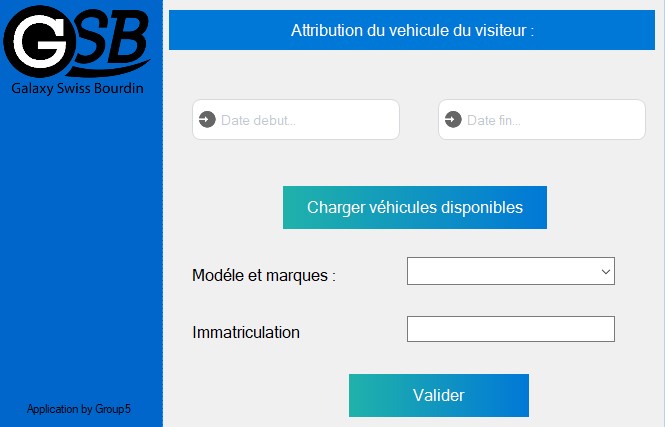 GSB
Galaxy Swiss Bourdin
Attribution du vehicule du visiteur :
Date debut...
Date fin...
Charger véhicules disponibles
Modéle et marques :
Immatriculation
Valider
Application by Group5